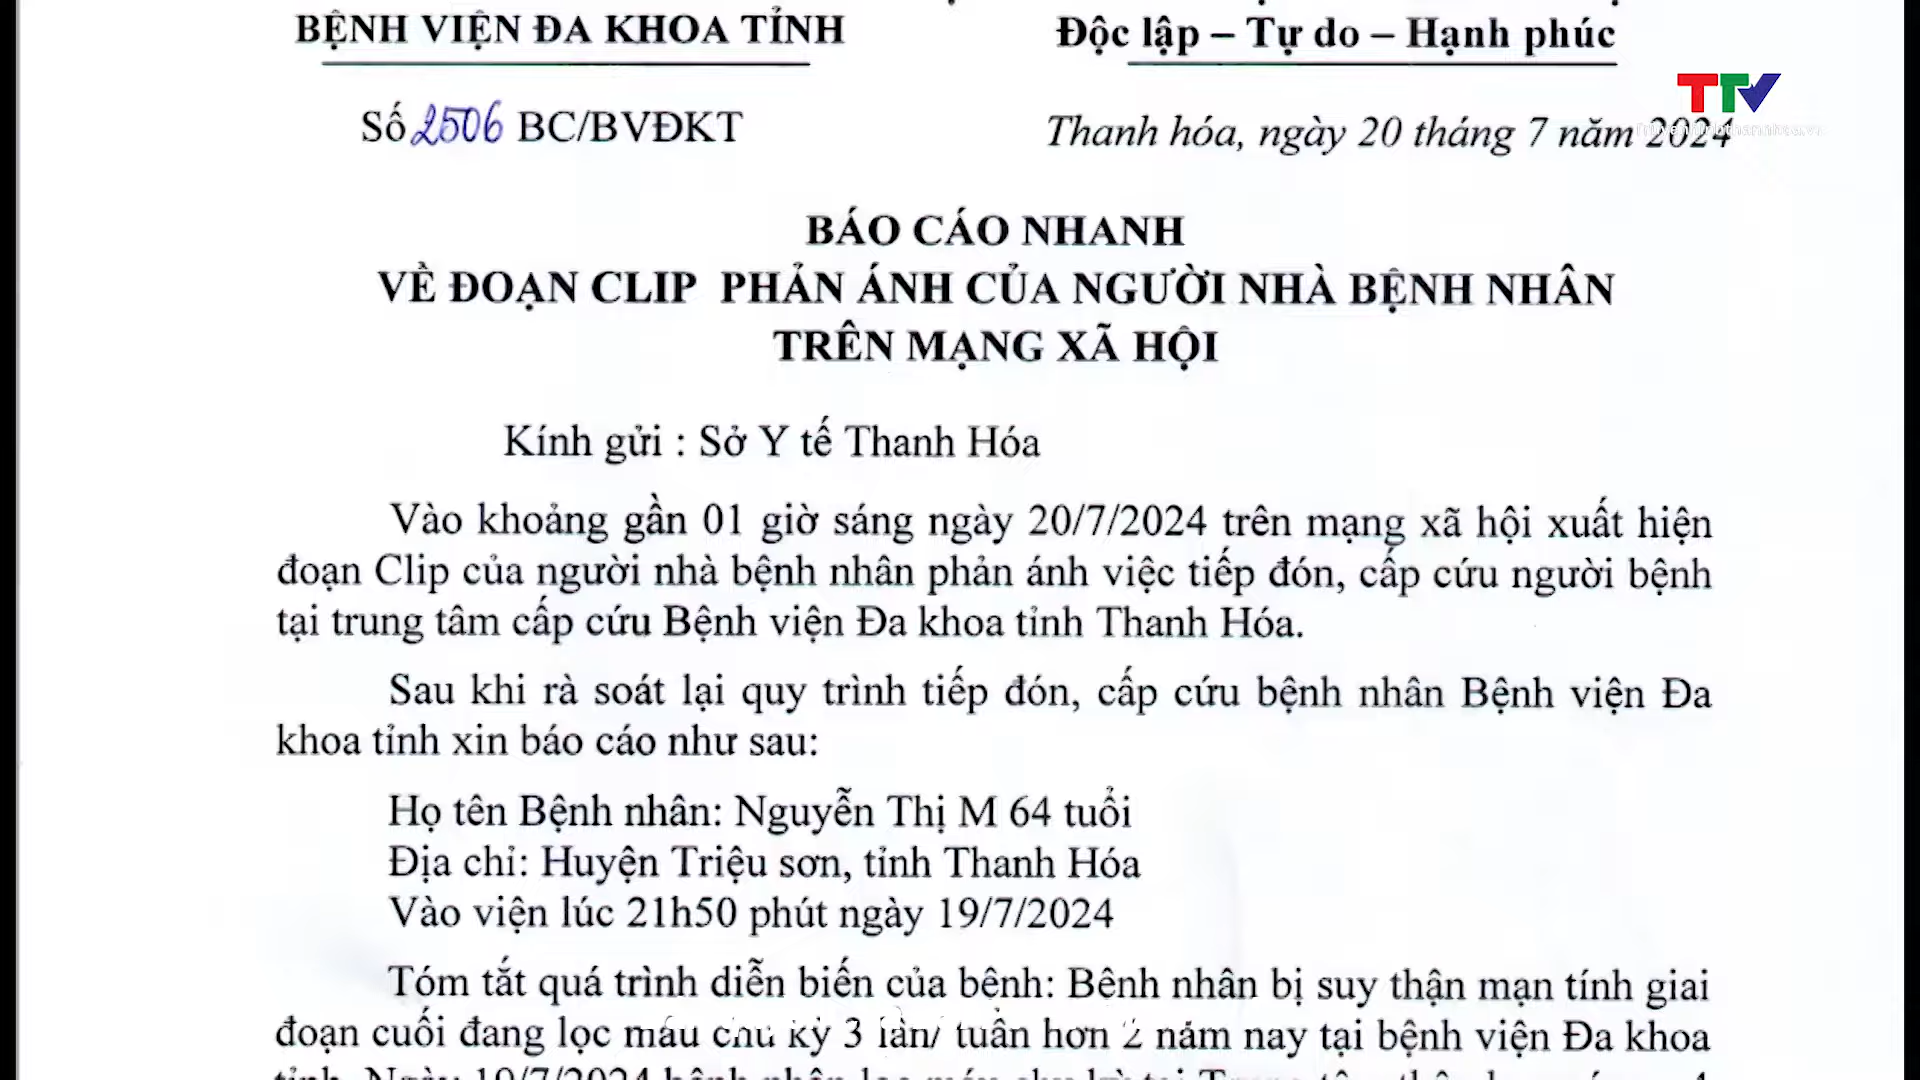 BỆNH VIỆN ĐA KHOA TỈNH
Độc lập – Tự do – Hạnh phúc
TTV
Số 2506 BC/BVĐKT
Thanh hóa, ngày 20 tháng 7 năm 2024
BÁO CÁO NHANH
VỀ ĐOẠN CLIP PHẢN ÁNH CỦA NGƯỜI NHÀ BỆNH NHÂN
TRÊN MẠNG XÃ HỘI
Kính gửi : Sở Y tế Thanh Hóa
Vào khoảng gần 01 giờ sáng ngày 20/7/2024 trên mạng xã hội xuất hiện
đoạn Clip của người nhà bệnh nhân phản ánh việc tiếp đón, cấp cứu người bệnh
tại trung tâm cấp cứu Bệnh viện Đa khoa tỉnh Thanh Hóa.
Sau khi rà soát lại quy trình tiếp đón, cấp cứu bệnh nhân Bệnh viện Đa
khoa tỉnh xin báo cáo như sau:
Họ tên Bệnh nhân: Nguyễn Thị M 64 tuổi
Địa chỉ: Huyện Triệu sơn, tỉnh Thanh Hóa
Vào viện lúc 21h50 phút ngày 19/7/2024
Tóm tắt quá trình diễn biến của bệnh: Bệnh nhân bị suy thận mạn tính giai
đoạn cuối đang lọc máu chu kỳ 3 lần/ tuần hơn 2 năm nay tại bệnh viện Đa khoa